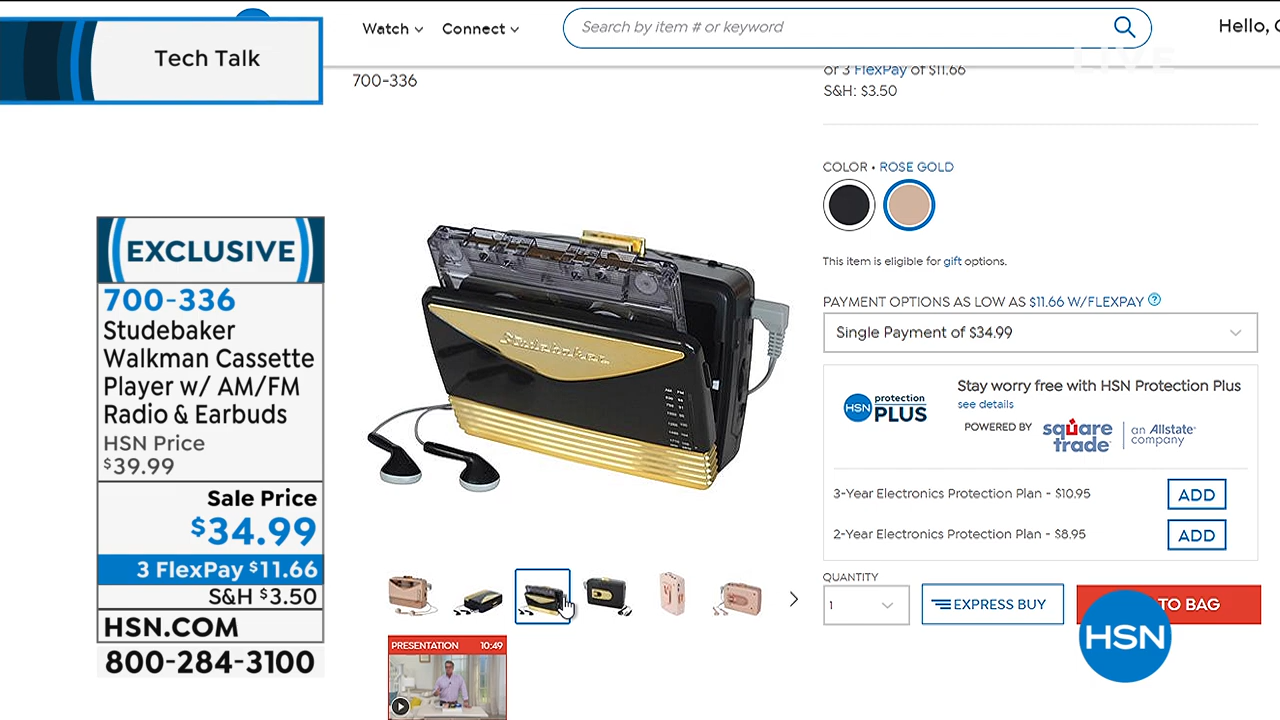 Tech Talk
Watch
Connect
Search by item # or keyword
Hello,
LIVE
700-336
or 3 FlexPay of $11.66
S&H: $3.50
COLOR • ROSE GOLD
This item is eligible for gift options.
PAYMENT OPTIONS AS LOW AS $11.66 W/FLEXPAY ?
Single Payment of $34.99
Stay worry free with HSN Protection Plus
see details
HSN protection PLUS
POWERED BY
square trade
an Allstate company
3-Year Electronics Protection Plan - $10.95
ADD
2-Year Electronics Protection Plan - $8.95
ADD
QUANTITY
1
EXPRESS BUY
TO BAG
HSN
EXCLUSIVE
700-336
Studebaker
Walkman Cassette
Player w/ AM/FM
Radio & Earbuds
HSN Price
$39.99
Sale Price
$34.99
3 FlexPay $11.66
S&H $3.50
HSN.COM
800-284-3100
Studebaker
PRESENTATION 10:49